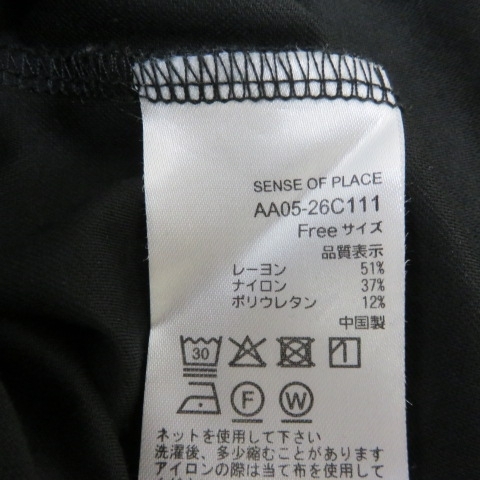 SENSE OF PLACE
AA05-26C111
Freeサイズ
品質表示
レーヨン 51%
ナイロン 37%
ポリウレタン 12%
中国製
30
F W
ネットを使用して下さい
洗濯後、多少縮むことがあります
アイロンの際は当て布を使用して